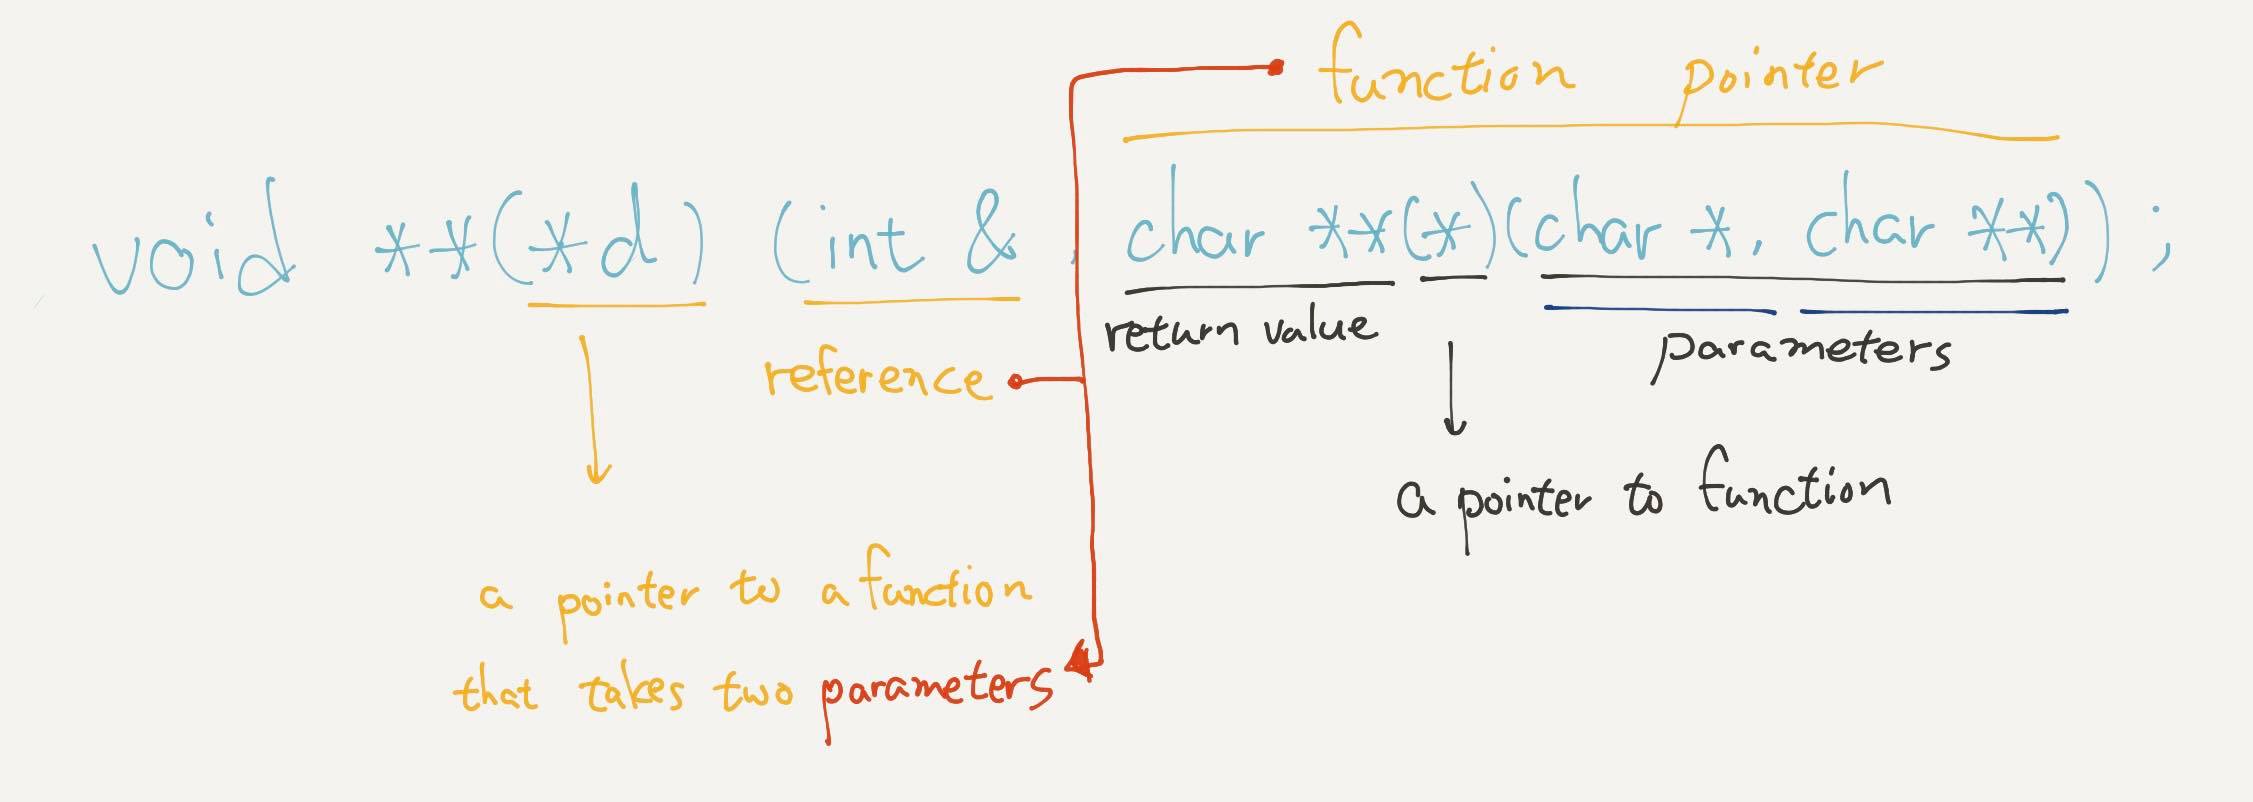 function pointer
void **(*d) (int &, char **(*)(char *, char **));
return value
parameters
reference
a pointer to function
a pointer to a function
that takes two parameters